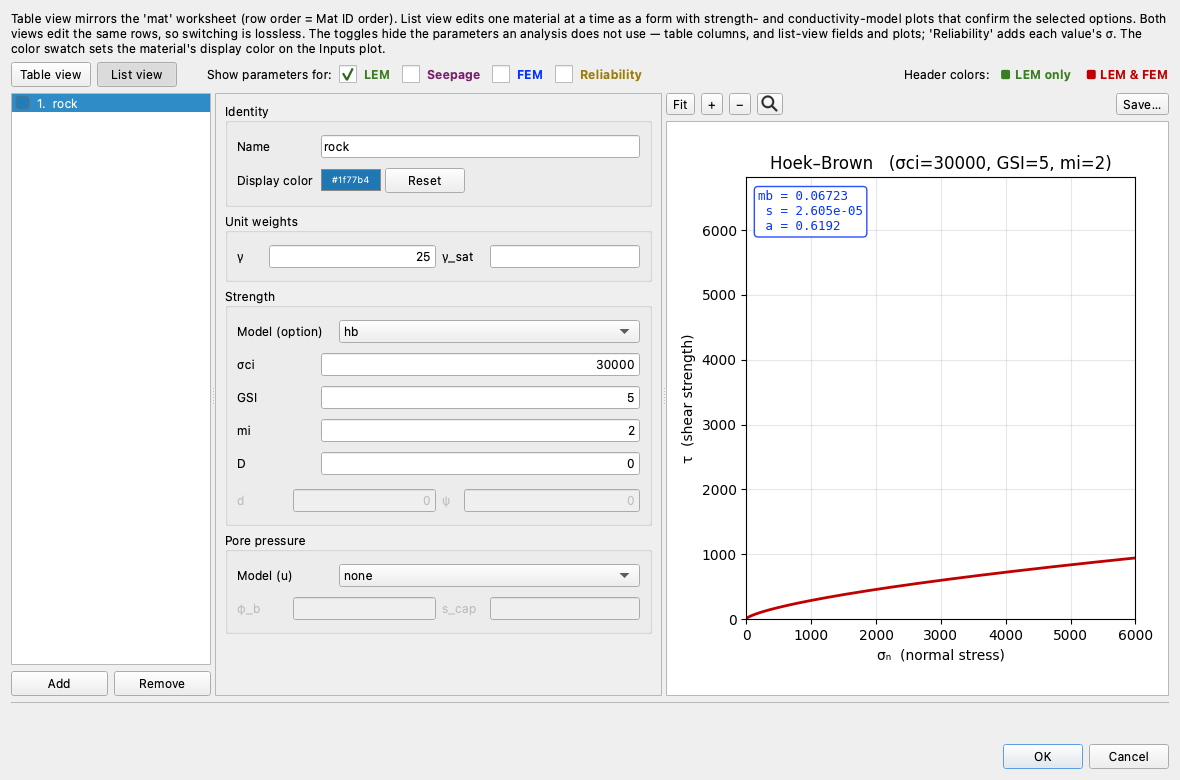 Table view mirrors the 'mat' worksheet (row order = Mat ID order). List view edits one material at a time as a form with strength- and conductivity-model plots that confirm the selected options. Both
views edit the same rows, so switching is lossless. The toggles hide the parameters an analysis does not use — table columns, and list-view fields and plots; 'Reliability' adds each value's σ. The
color swatch sets the material's display color on the Inputs plot.
Table view
List view
Show parameters for:
LEM
Seepage
FEM
Reliability
Header colors:
LEM only
LEM & FEM
1. rock
Add
Remove
Identity
Name
rock
Display color
#1f77b4
Reset
Unit weights
γ
25
γ_sat
Strength
Model (option)
hb
σci
30000
GSI
5
mi
2
D
0
d
0
ψ
0
Pore pressure
Model (u)
none
ϕ_b
s_cap
Fit
+
−
Save...
Hoek–Brown (σci=30000, GSI=5, mi=2)
mb = 0.06723
s = 2.605e-05
a = 0.6192
τ (shear strength)
6000
5000
4000
3000
2000
1000
0
0 1000 2000 3000 4000 5000 6000
σₙ (normal stress)
OK
Cancel